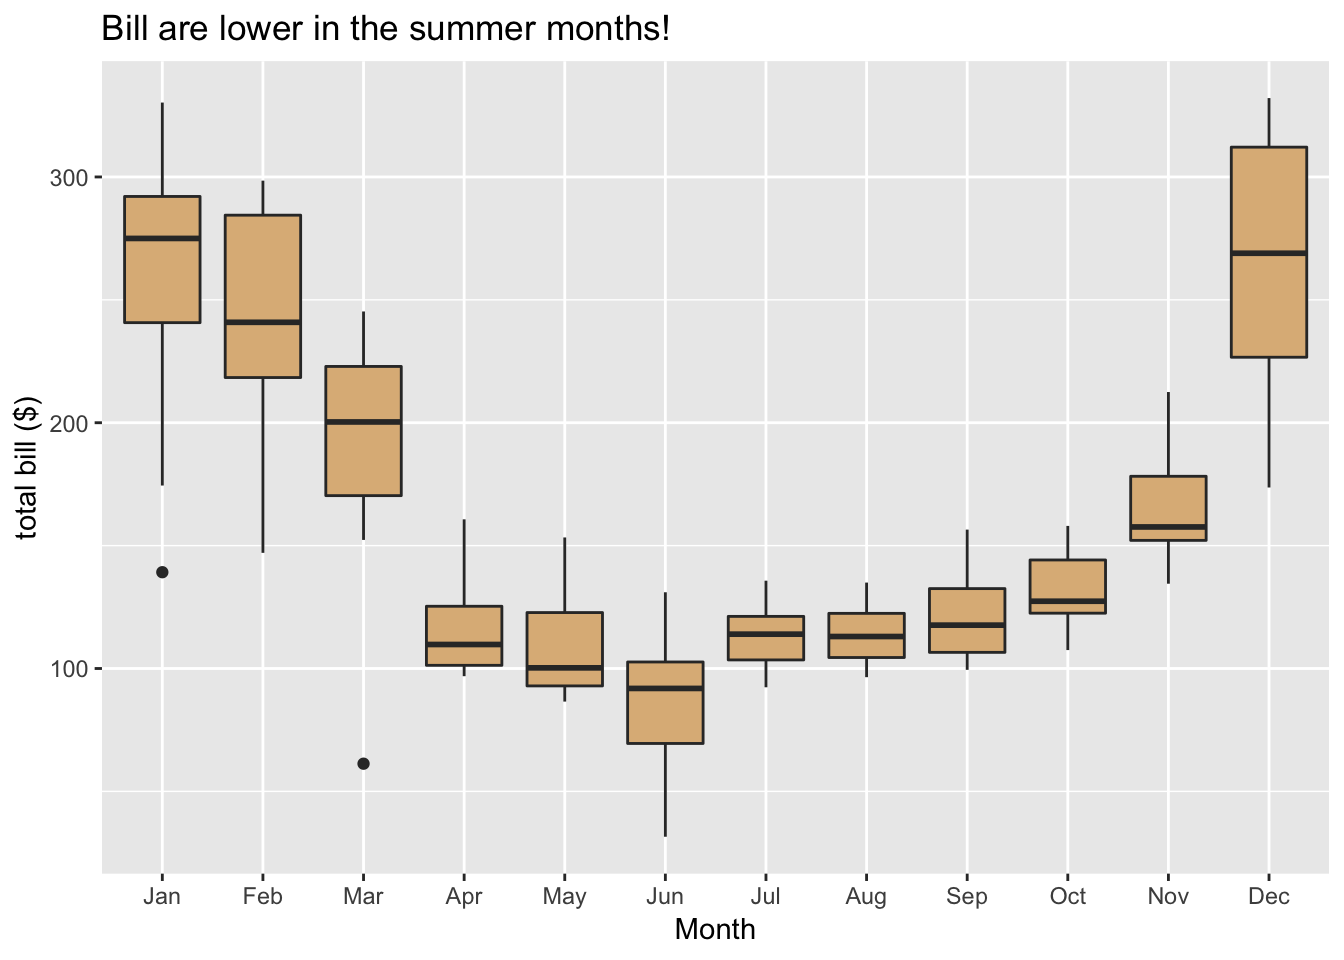 Bill are lower in the summer months!
total bill ($)
300
200
100
Jan Feb Mar Apr May Jun Jul Aug Sep Oct Nov Dec
Month